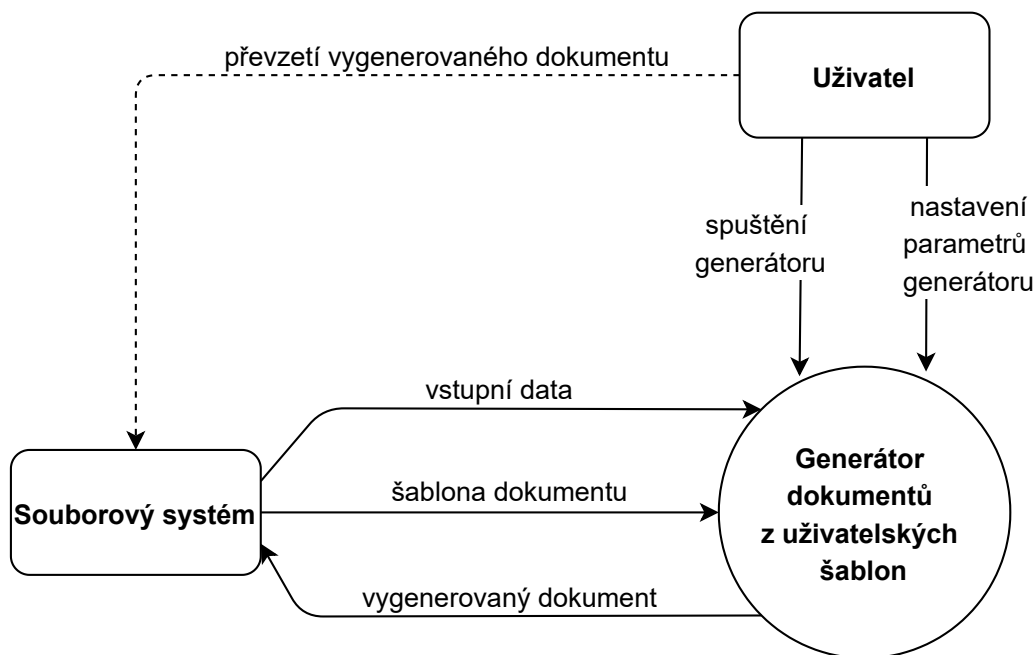 převzetí vygenerovaného dokumentu
Uživatel
spuštění
generátoru
nastavení
parametrů
generátoru
vstupní data
Souborový systém
šablona dokumentu
Generátor
dokumentů
z uživatelských
šablon
vygenerovaný dokument